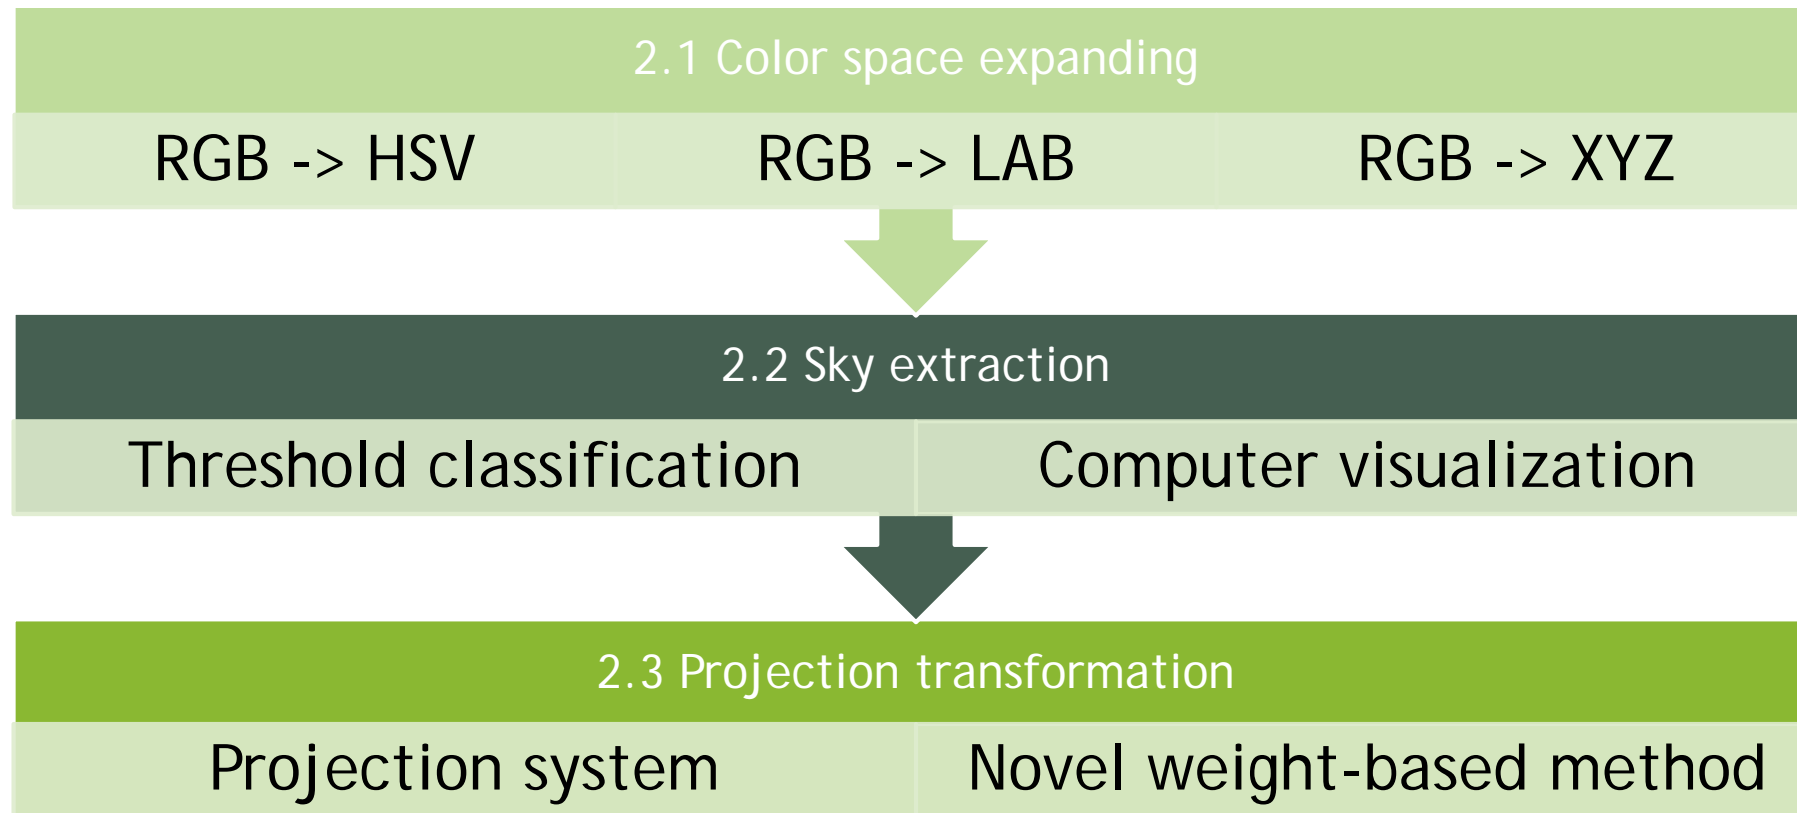 2.1 Color space expanding
RGB -> HSV RGB -> LAB RGB -> XYZ
2.2 Sky extraction
Threshold classification Computer visualization
2.3 Projection transformation
Projection system Novel weight-based method